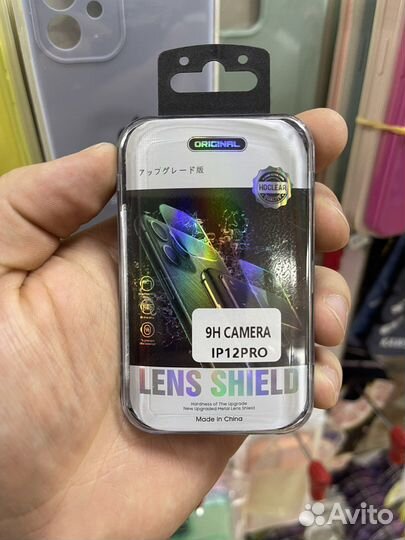 ORIGINAL
アップグレード版
HDCLEAR
9H CAMERA
IP12PRO
LENS SHIELD
Hardness of The Upgrade
New Upgraded Metal Lens Shield
Made in China
Avito